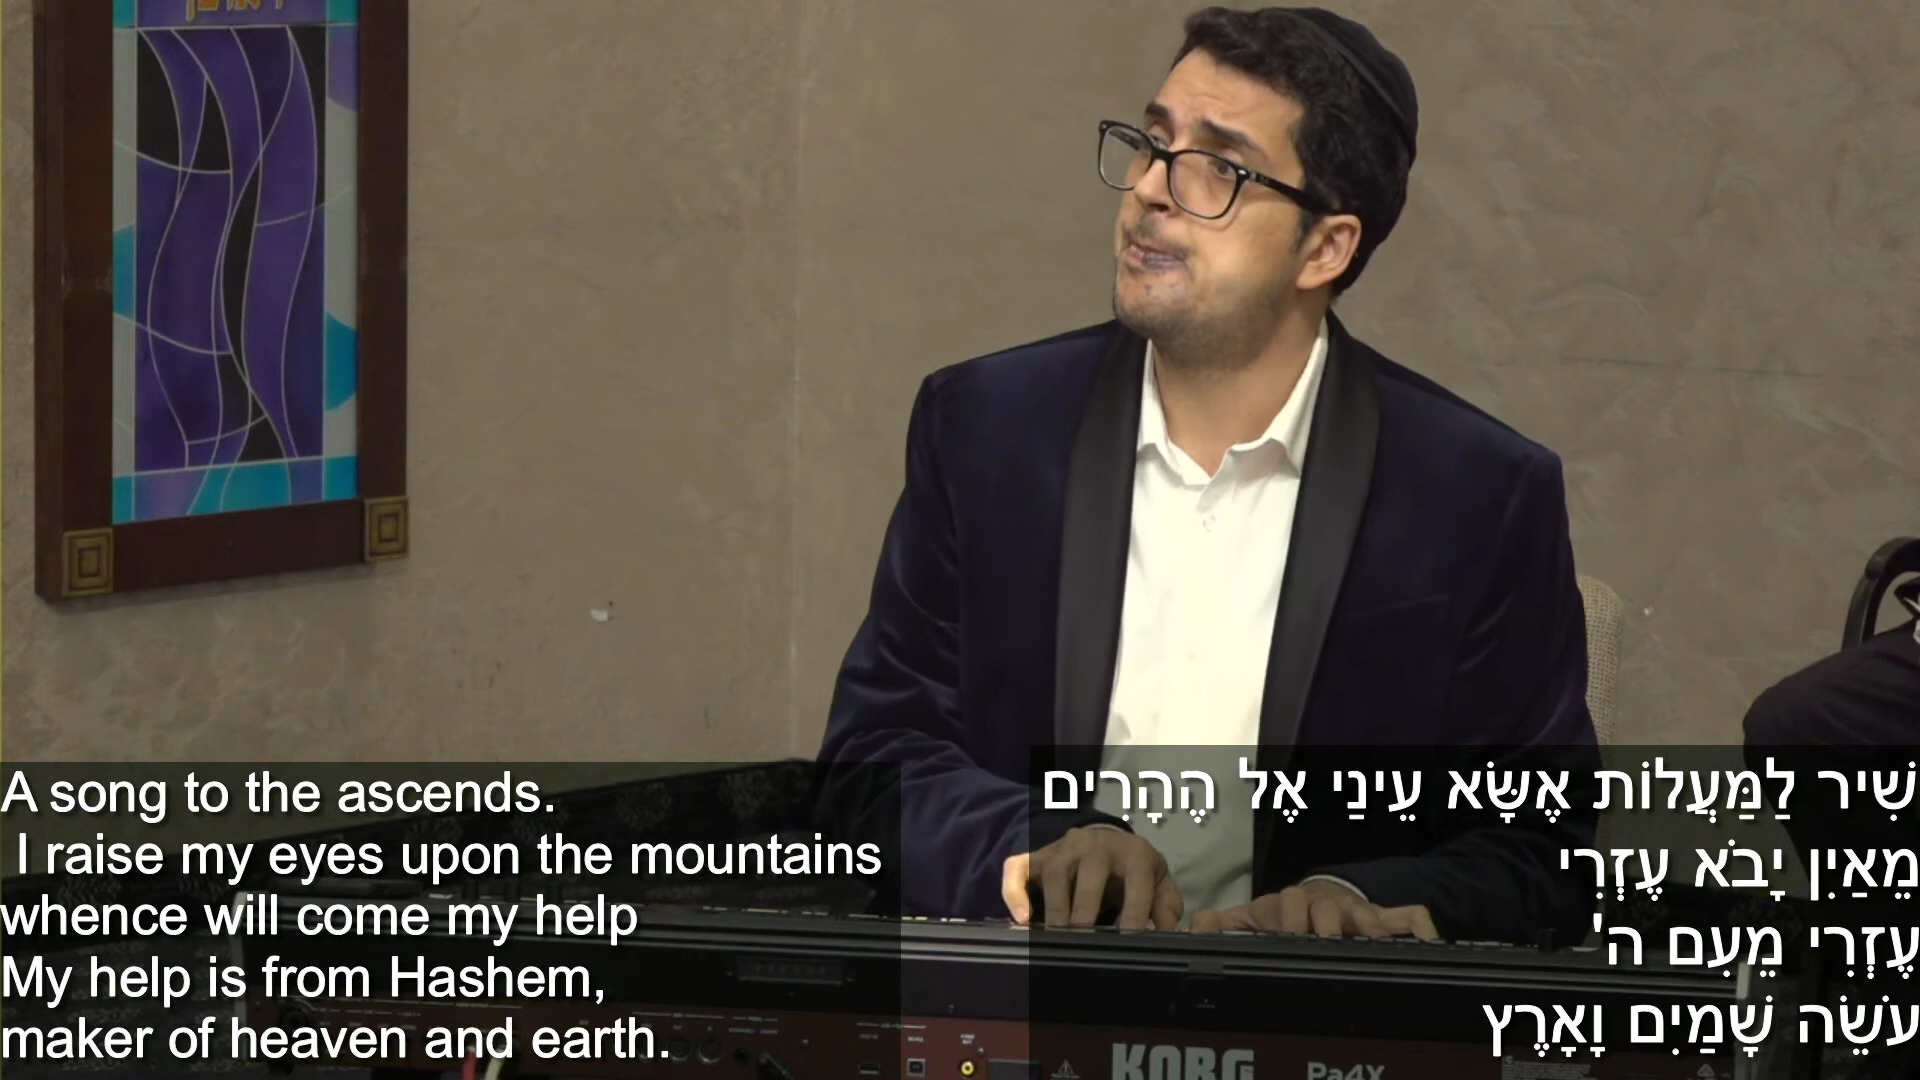 A song to the ascends.
I raise my eyes upon the mountains
whence will come my help
My help is from Hashem,
maker of heaven and earth.
שִׁיר לַמַּעֲלוֹת אֶשָּׂא עֵינַי אֶל הֶהָרִים
מֵאַיִן יָבֹא עֶזְרִי
עֶזְרִי מֵעִם ה'
עֹשֵׂה שָׁמַיִם וָאָרֶץ
KORG Pa4X